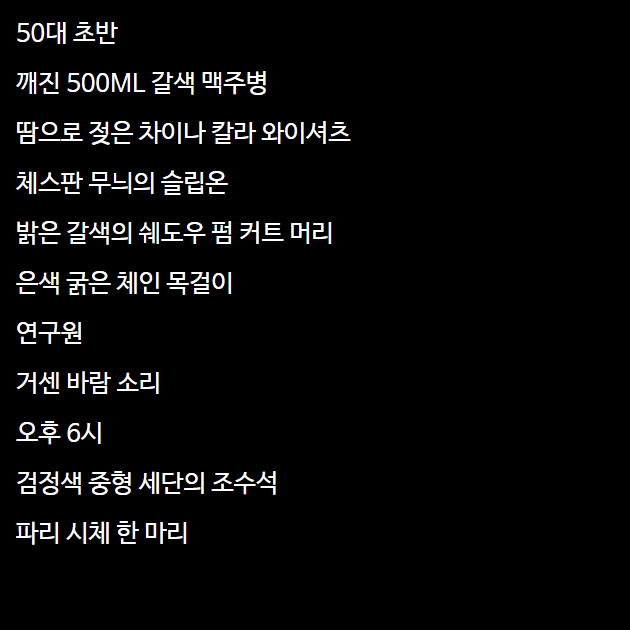 50대 초반
깨진 500ML 갈색 맥주병
땀으로 젖은 차이나 칼라 와이셔츠
체스판 무늬의 슬립온
밝은 갈색의 쉐도우 펌 커트 머리
은색 굵은 체인 목걸이
연구원
거센 바람 소리
오후 6시
검정색 중형 세단의 조수석
파리 시체 한 마리